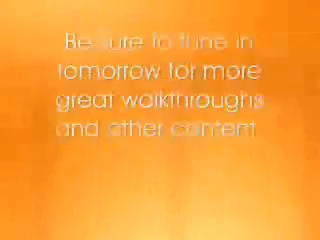 Be sure to tune in
tomorrow for more
great walkthroughs
and other content